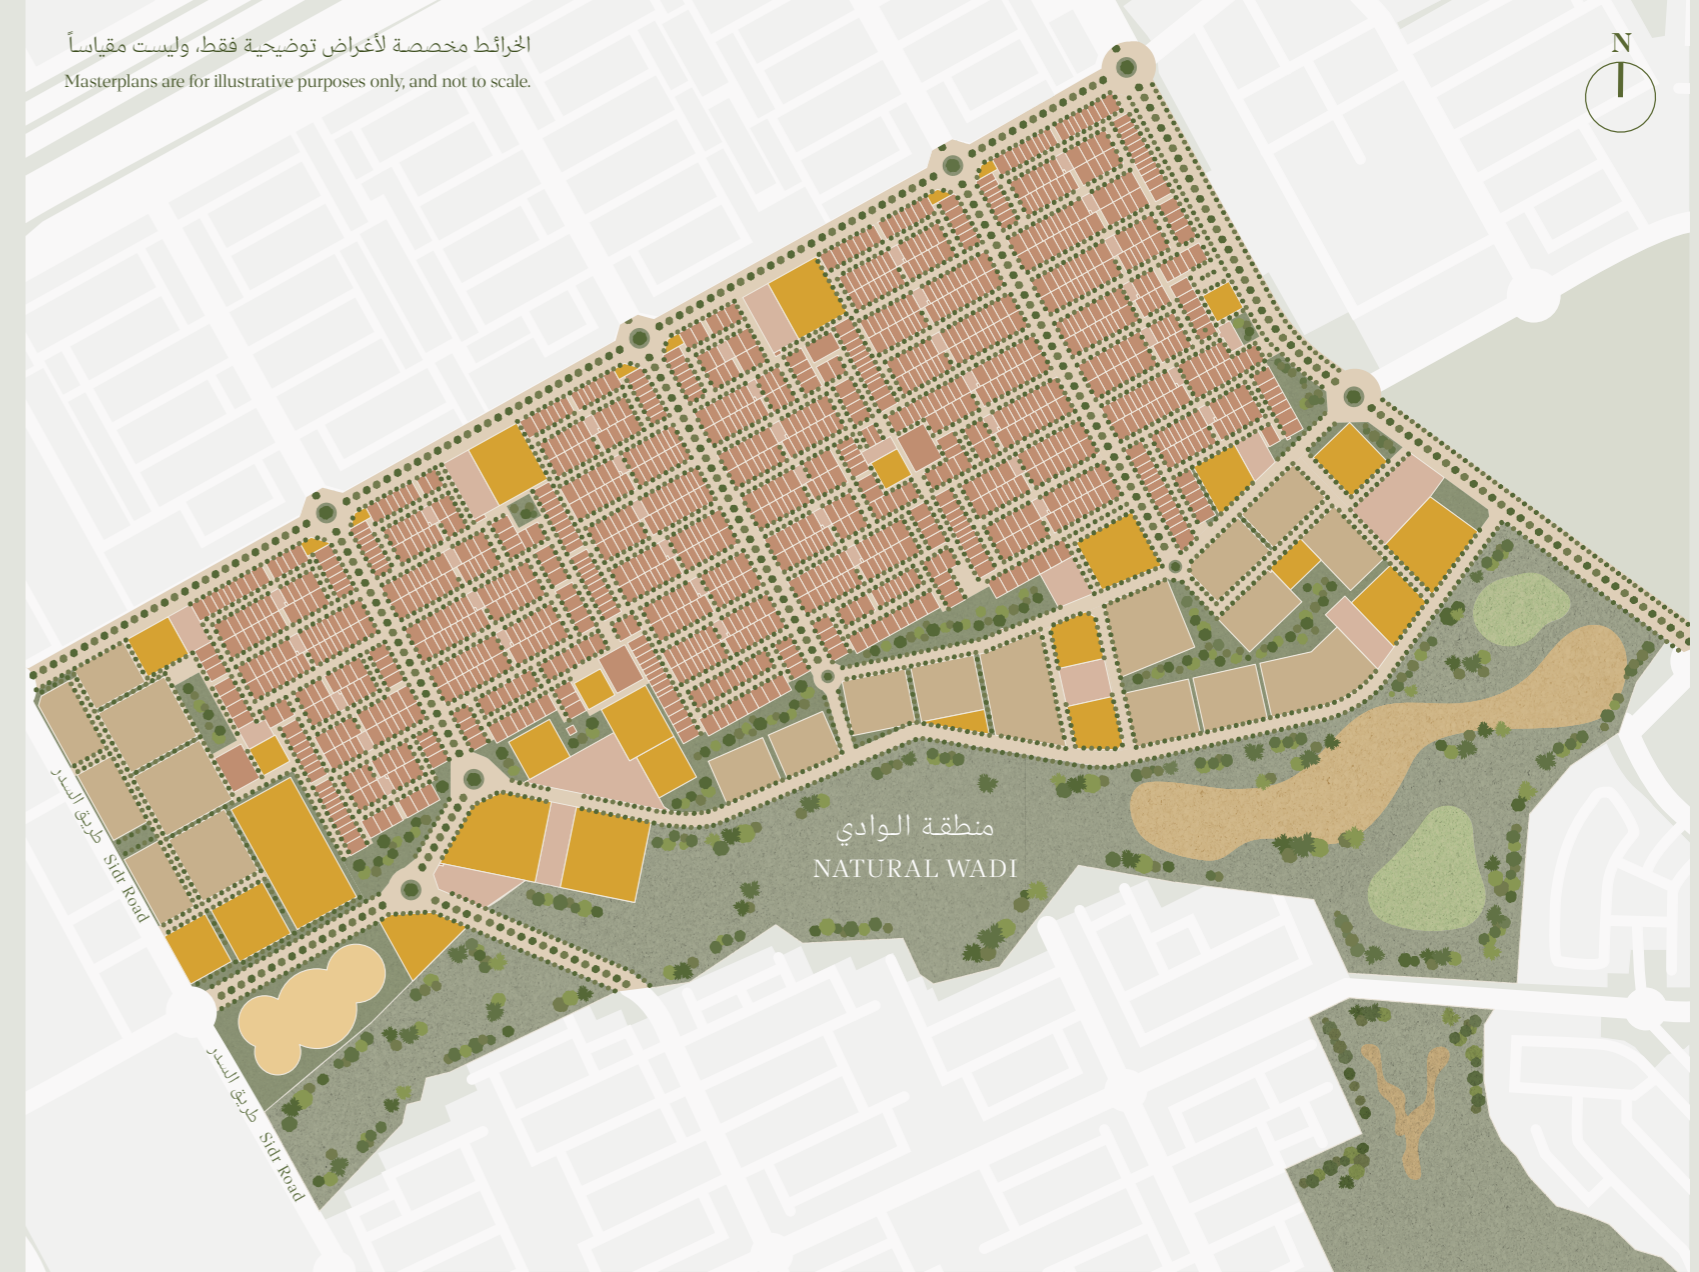 الخرائط مخصصة لأغراض توضيحية فقط، وليست مقياساً
Masterplans are for illustrative purposes only, and not to scale.
N
منطقة الوادي
NATURAL WADI
طريق السدر Sidr Road
طريق السدر Sidr Road